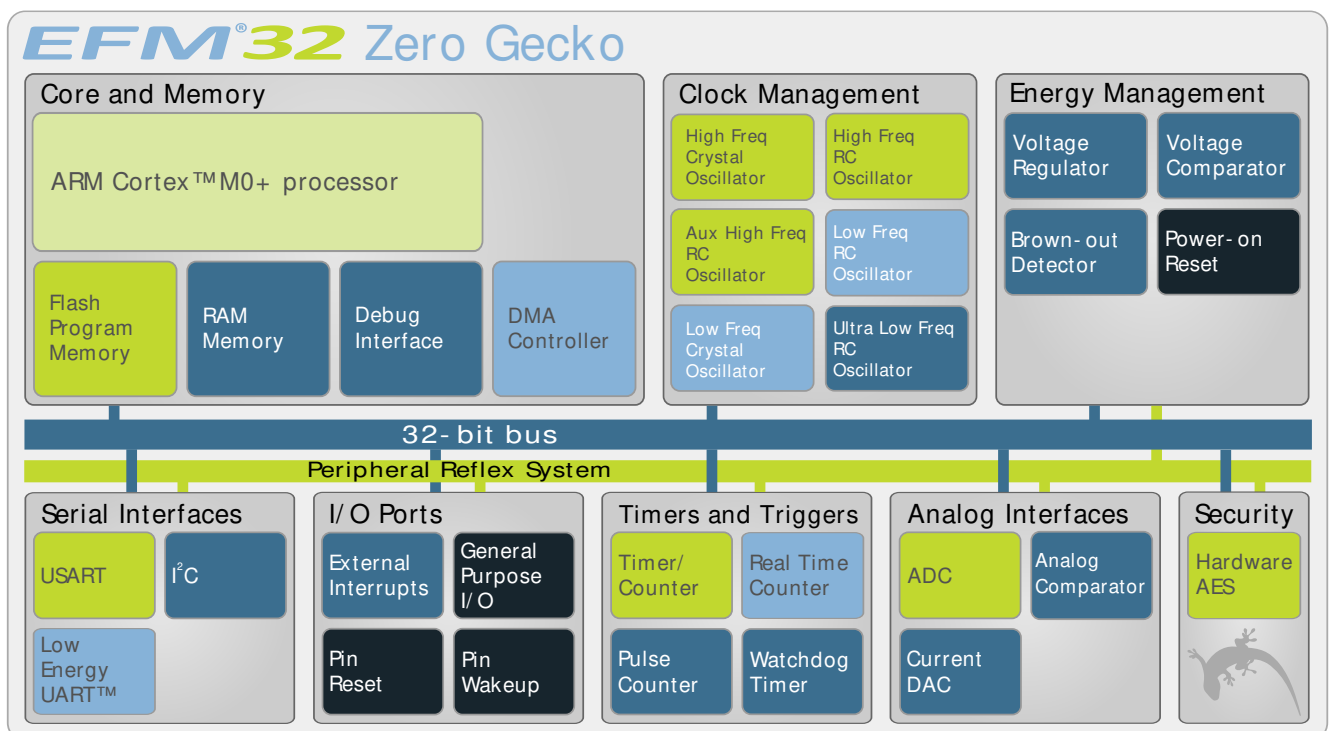 EFM®32 Zero Gecko
Core and Memory
ARM Cortex™ M0+ processor
Flash
Program
Memory
RAM
Memory
Debug
Interface
DMA
Controller
Clock Management
High Freq
Crystal
Oscillator
High Freq
RC
Oscillator
Aux High Freq
RC
Oscillator
Low Freq
RC
Oscillator
Low Freq
Crystal
Oscillator
Ultra Low Freq
RC
Oscillator
Energy Management
Voltage
Regulator
Voltage
Comparator
Brown-out
Detector
Power-on
Reset
32-bit bus
Peripheral Reflex System
Serial Interfaces
USART
I²C
Low
Energy
UART™
I/O Ports
External
Interrupts
General
Purpose
I/O
Pin
Reset
Pin
Wakeup
Timers and Triggers
Timer/
Counter
Real Time
Counter
Pulse
Counter
Watchdog
Timer
Analog Interfaces
ADC
Analog
Comparator
Current
DAC
Security
Hardware
AES